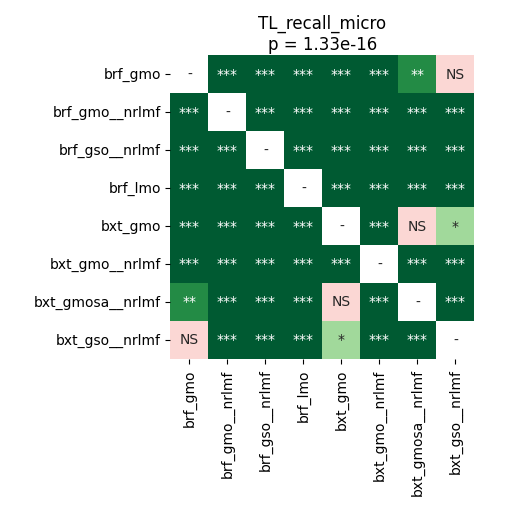 TL_recall_micro
p = 1.33e-16
brf_gmo - *** *** *** *** *** ** NS
brf_gmo__nrlmf *** - *** *** *** *** *** ***
brf_gso__nrlmf *** *** - *** *** *** *** ***
brf_lmo *** *** *** - *** *** *** ***
bxt_gmo *** *** *** *** - *** NS *
bxt_gmo__nrlmf *** *** *** *** *** - *** ***
bxt_gmosa__nrlmf ** *** *** *** NS *** - ***
bxt_gso__nrlmf NS *** *** *** * *** *** -
brf_gmo
brf_gmo__nrlmf
brf_gso__nrlmf
brf_lmo
bxt_gmo
bxt_gmo__nrlmf
bxt_gmosa__nrlmf
bxt_gso__nrlmf